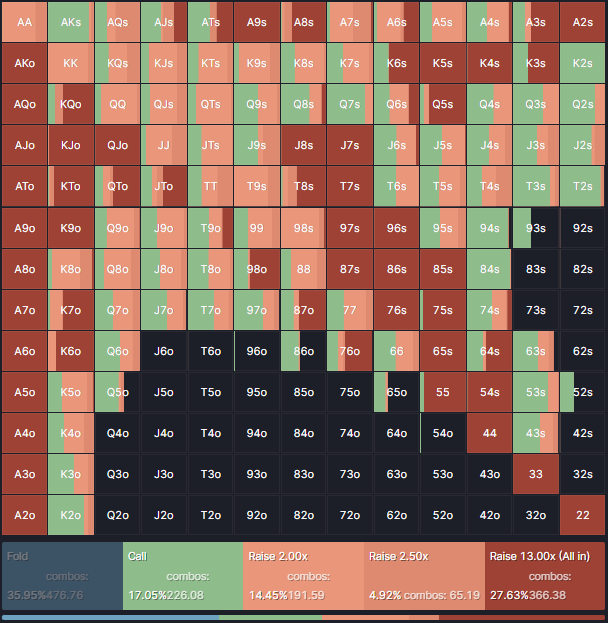 AA AKs AQs AJs ATs A9s A8s A7s A6s A5s A4s A3s A2s
AKo KK KQs KJs KTs K9s K8s K7s K6s K5s K4s K3s K2s
AQo KQo QQ QJs QTs Q9s Q8s Q7s Q6s Q5s Q4s Q3s Q2s
AJo KJo QJo JJ JTs J9s J8s J7s J6s J5s J4s J3s J2s
ATo KTo QTo JTo TT T9s T8s T7s T6s T5s T4s T3s T2s
A9o K9o Q9o J9o T9o 99 98s 97s 96s 95s 94s 93s 92s
A8o K8o Q8o J8o T8o 98o 88 87s 86s 85s 84s 83s 82s
A7o K7o Q7o J7o T7o 97o 87o 77 76s 75s 74s 73s 72s
A6o K6o Q6o J6o T6o 96o 86o 76o 66 65s 64s 63s 62s
A5o K5o Q5o J5o T5o 95o 85o 75o 65o 55 54s 53s 52s
A4o K4o Q4o J4o T4o 94o 84o 74o 64o 54o 44 43s 42s
A3o K3o Q3o J3o T3o 93o 83o 73o 63o 53o 43o 33 32s
A2o K2o Q2o J2o T2o 92o 82o 72o 62o 52o 42o 32o 22
Fold Call Raise 2.00x Raise 2.50x Raise 13.00x (All in)
combos: combos: combos: combos:
35.95%476.76 17.05%226.08 14.45%191.59 4.92% combos: 65.19 27.63%366.38